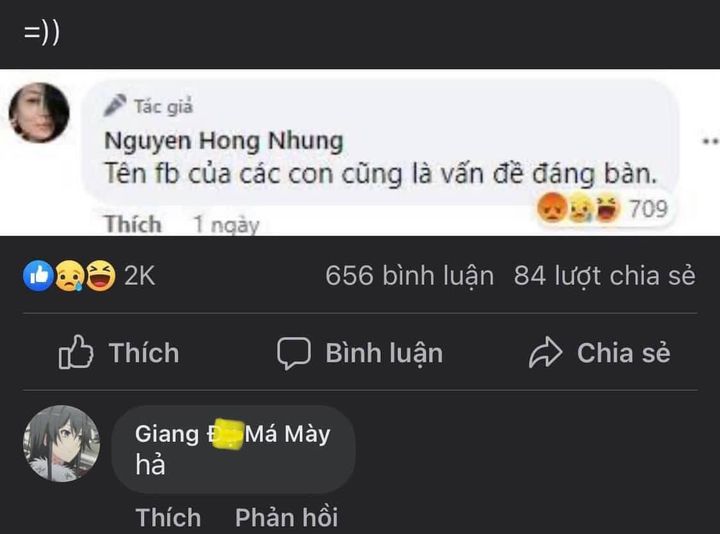 =))
Tác giả
Nguyen Hong Nhung
Tên fb của các con cũng là vấn đề đáng bàn.
Thích 1 ngày
709
2K 656 bình luận 84 lượt chia sẻ
Thích Bình luận Chia sẻ
Giang Má Mày
hả
Thích Phản hồi